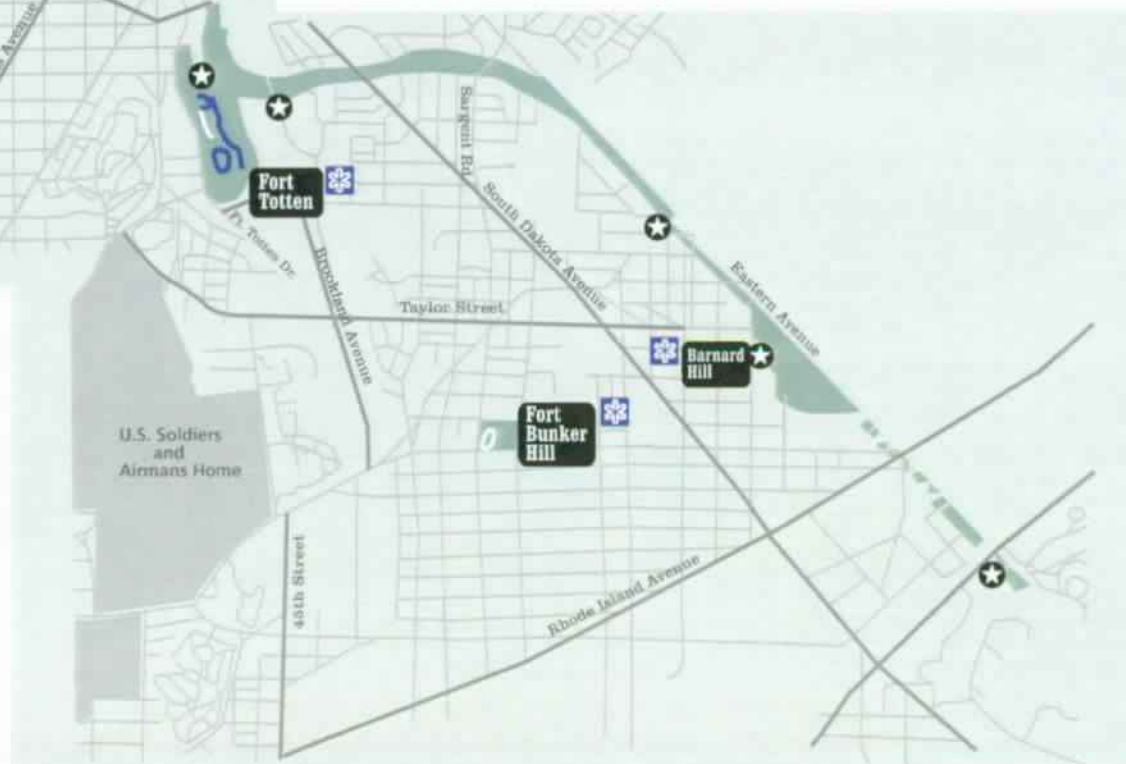 Avenue
Fort
Totten
Ft. Totten Dr.
Brookland Avenue
Sargent Rd
South Dakota Avenue
Eastern Avenue
Taylor Street
Barnard
Hill
Fort
Bunker
Hill
U.S. Soldiers
and
Airmans Home
45th Street
Rhode Island Avenue